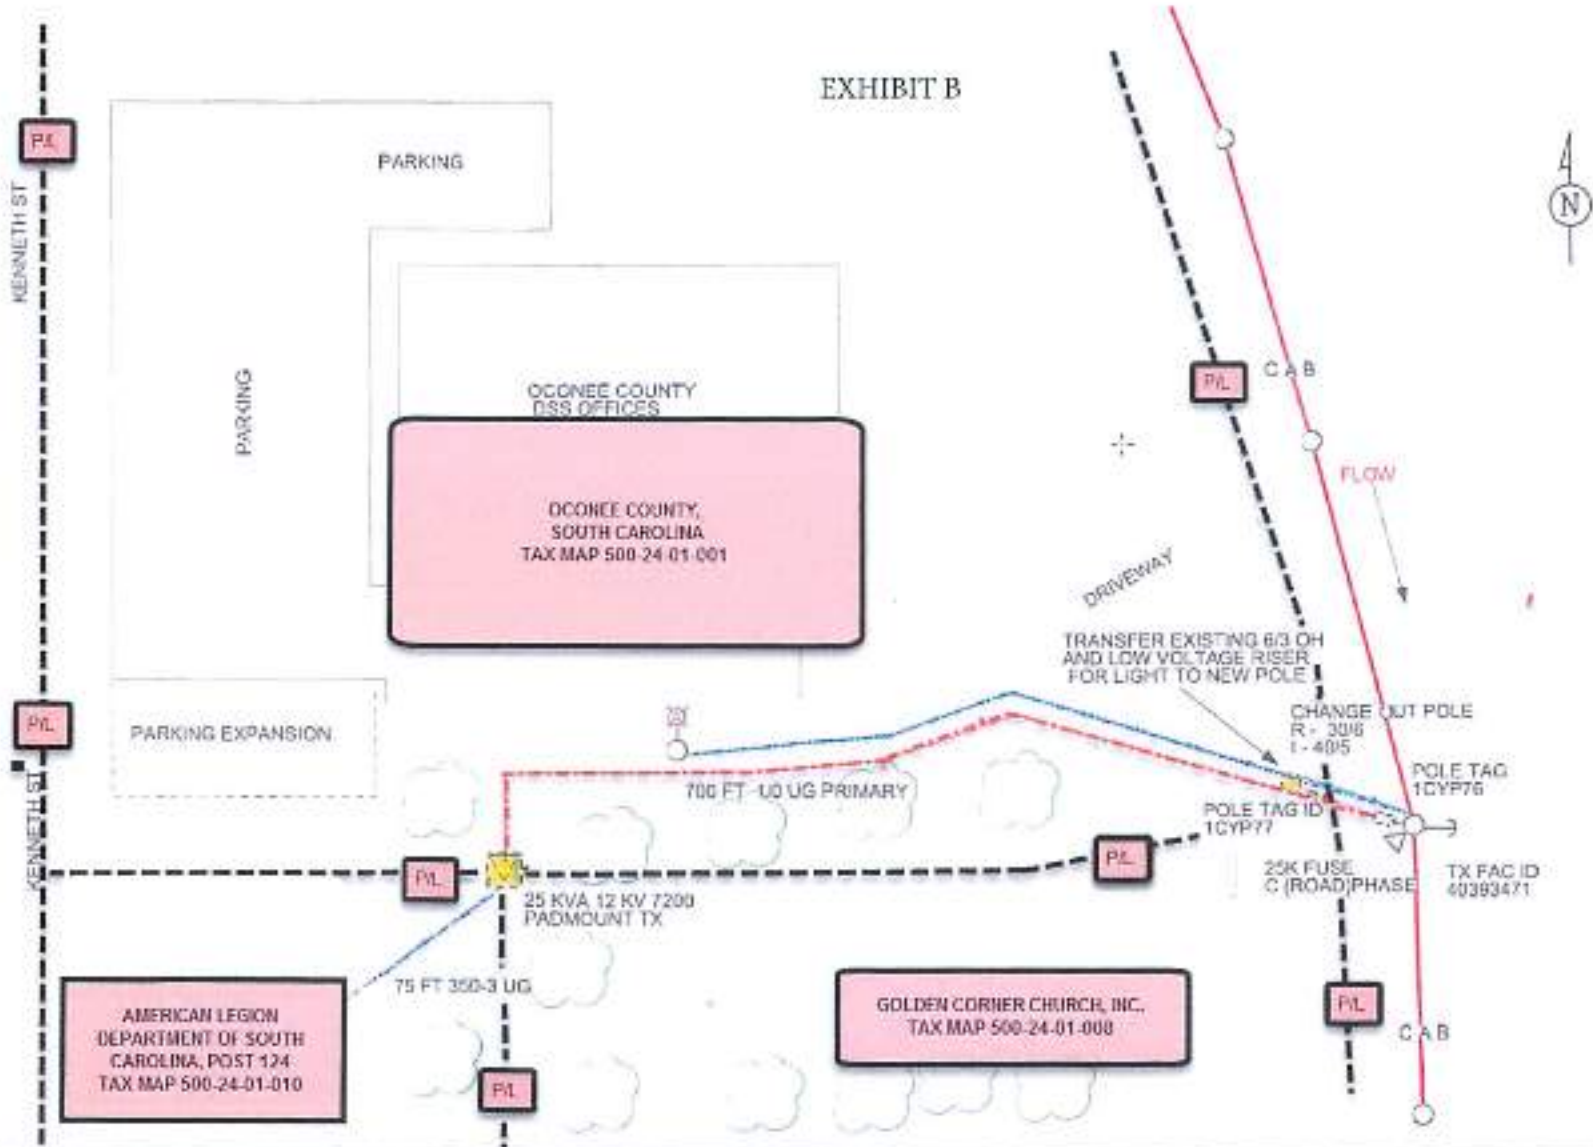 EXHIBIT B
P/L
PARKING
N
KENNETH ST
PARKING
OCONEE COUNTY
DSS OFFICES
P/L
C A B
FLOW
OCONEE COUNTY,
SOUTH CAROLINA
TAX MAP 500-24-01-001
DRIVEWAY
TRANSFER EXISTING 6/3 OH
AND LOW VOLTAGE RISER
FOR LIGHT TO NEW POLE
P/L
PARKING EXPANSION
CHANGE OUT POLE
R - 30/6
I - 40/5
KENNETH ST
700 FT UG PRIMARY
POLE TAG
1CYP76
POLE TAG ID
1CYP77
P/L
P/L
25K FUSE
C (ROAD)PHASE
TX FAC ID
40393471
25 KVA 12 KV 7200
PADMOUNT TX
75 FT 350-3 UG
AMERICAN LEGION
DEPARTMENT OF SOUTH
CAROLINA, POST 124
TAX MAP 500-24-01-010
GOLDEN CORNER CHURCH, INC.
TAX MAP 500-24-01-008
P/L
C A B
P/L